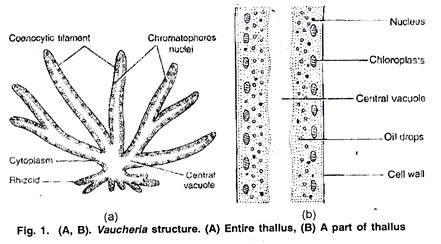 Coenocytic filament
Chromatophores
nuclei
Cytoplasm
Rhizoid
Central
vacuole
(a)
Nucleus
Chloroplasts
Central vacuole
Oil drops
Cell wall
(b)
Fig. 1. (A, B). Vaucheria structure. (A) Entire thallus, (B) A part of thallus